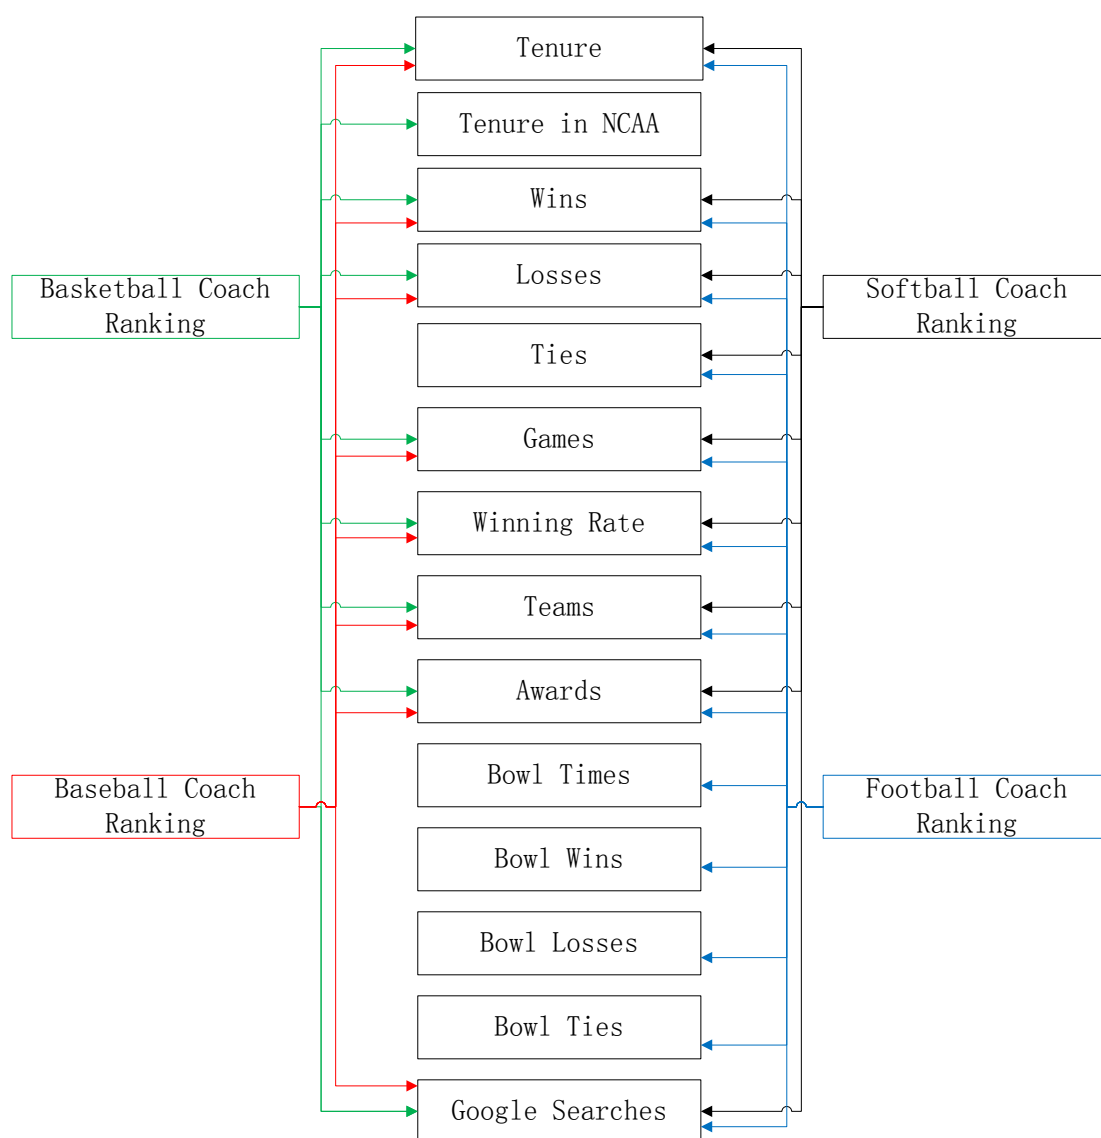 Tenure
Tenure in NCAA
Wins
Losses
Basketball Coach
Ranking
Softball Coach
Ranking
Ties
Games
Winning Rate
Teams
Awards
Bowl Times
Baseball Coach
Ranking
Football Coach
Ranking
Bowl Wins
Bowl Losses
Bowl Ties
Google Searches